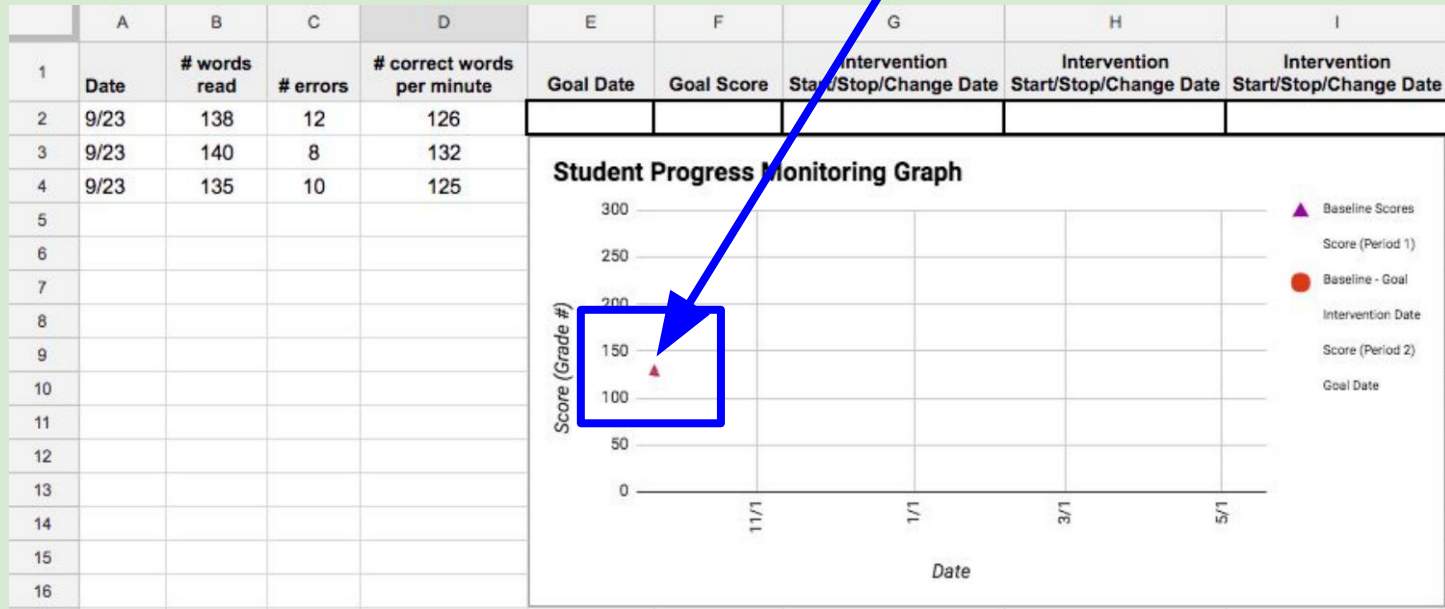 A B C D E F G H I
1 Date # words read # errors # correct words per minute Goal Date Goal Score Intervention Start/Stop/Change Date Intervention Start/Stop/Change Date Intervention Start/Stop/Change Date
2 9/23 138 12 126
3 9/23 140 8 132
4 9/23 135 10 125
5
6
7
8
9
10
11
12
13
14
15
16
Student Progress Monitoring Graph
300
250
200
150
100
50
0
Score (Grade #)
11/1 1/1 3/1 5/1
Date
Baseline Scores
Score (Period 1)
Baseline - Goal
Intervention Date
Score (Period 2)
Goal Date